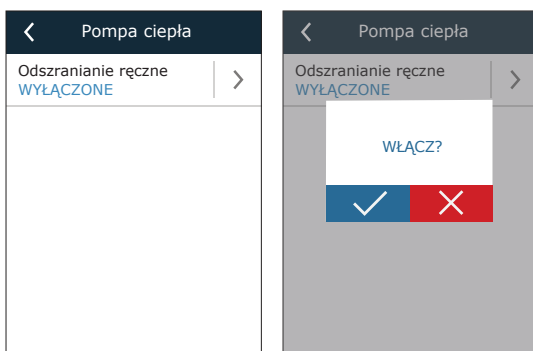 Pompa ciepła
Odszranianie ręczne
WYŁĄCZONE
Pompa ciepła
Odszranianie ręczne
WYŁĄCZONE
WŁĄCZ?